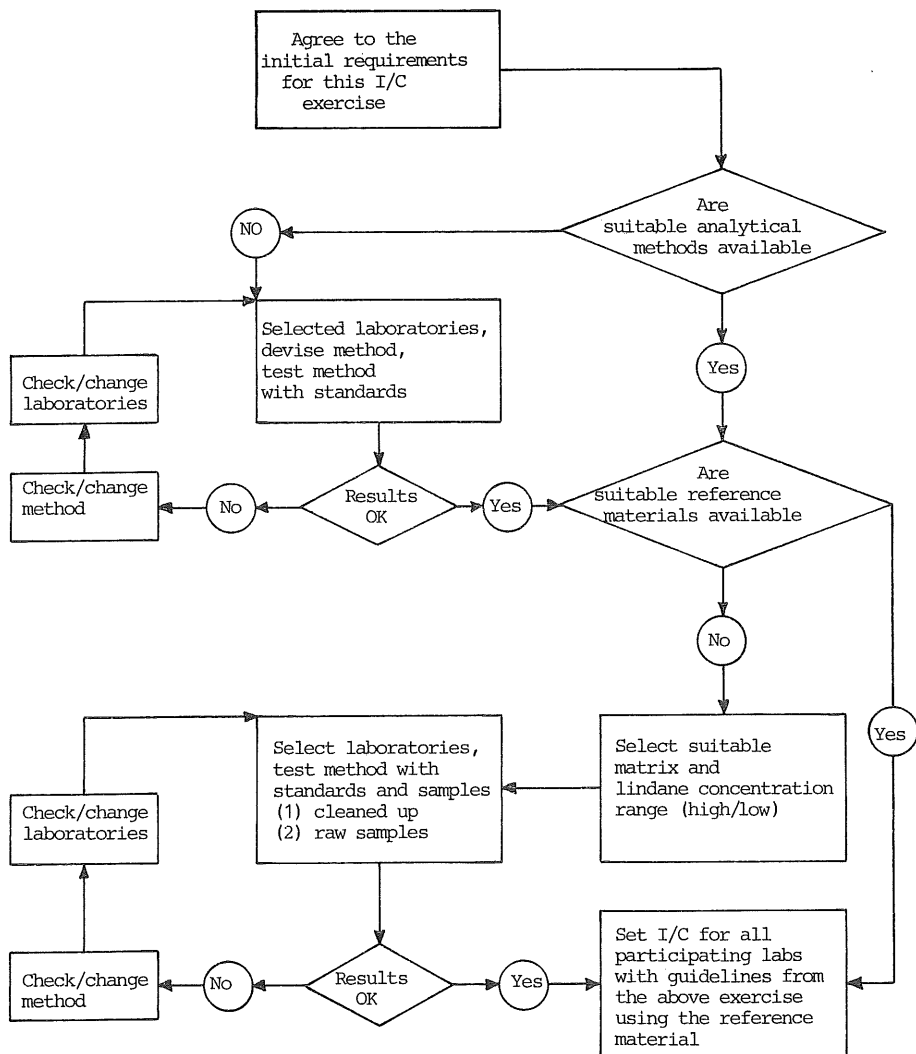 Agree to the
initial requirements
for this I/C
exercise
Are
suitable analytical
methods available
NO
Yes
Selected laboratories,
devise method,
test method
with standards
Check/change
laboratories
Check/change
method
No
Results
OK
Yes
Are
suitable reference
materials available
No
Yes
Select suitable
matrix and
lindane concentration
range (high/low)
Select laboratories,
test method with
standards and samples
(1) cleaned up
(2) raw samples
Check/change
laboratories
Check/change
method
No
Results
OK
Yes
Set I/C for all
participating labs
with guidelines from
the above exercise
using the reference
material